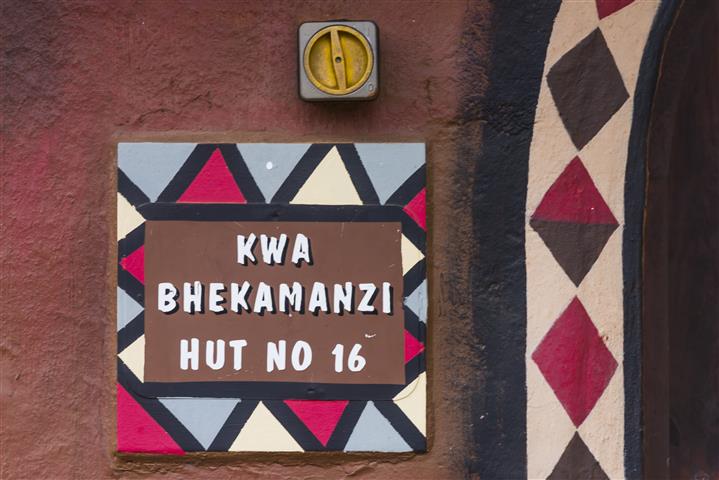 KWA
BHEKAMANZI
HUT NO 16